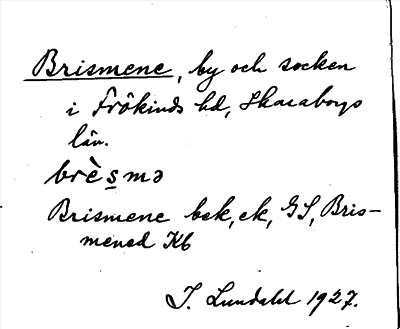 Brismene, by och socken
i Frökinds hd, Skaraborgs
län.
brèsmə
Brismene bek, ek, GS, Bris-
mened Kb
I. Lundahl 1927.